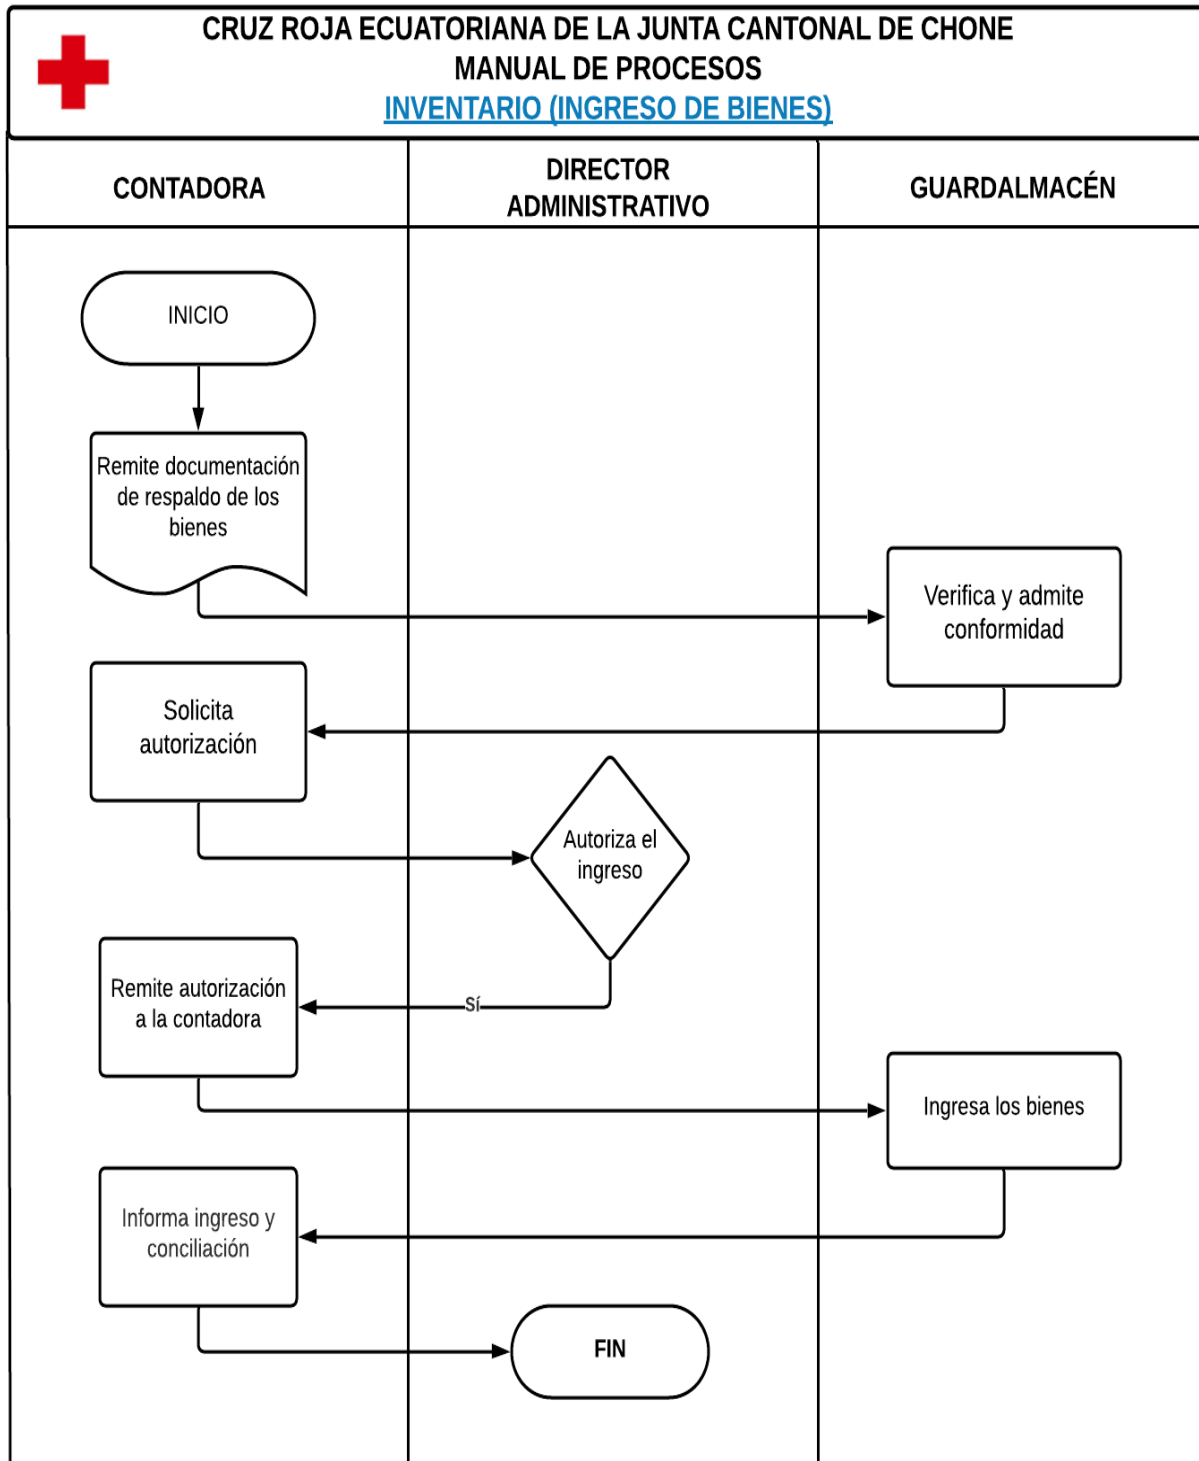 CRUZ ROJA ECUATORIANA DE LA JUNTA CANTONAL DE CHONE
MANUAL DE PROCESOS
INVENTARIO (INGRESO DE BIENES)
CONTADORA
DIRECTOR
ADMINISTRATIVO
GUARDALMACÉN
INICIO
Remite documentación
de respaldo de los
bienes
Verifica y admite
conformidad
Solicita
autorización
Autoriza el
ingreso
Sí
Remite autorización
a la contadora
Ingresa los bienes
Informa ingreso y
conciliación
FIN